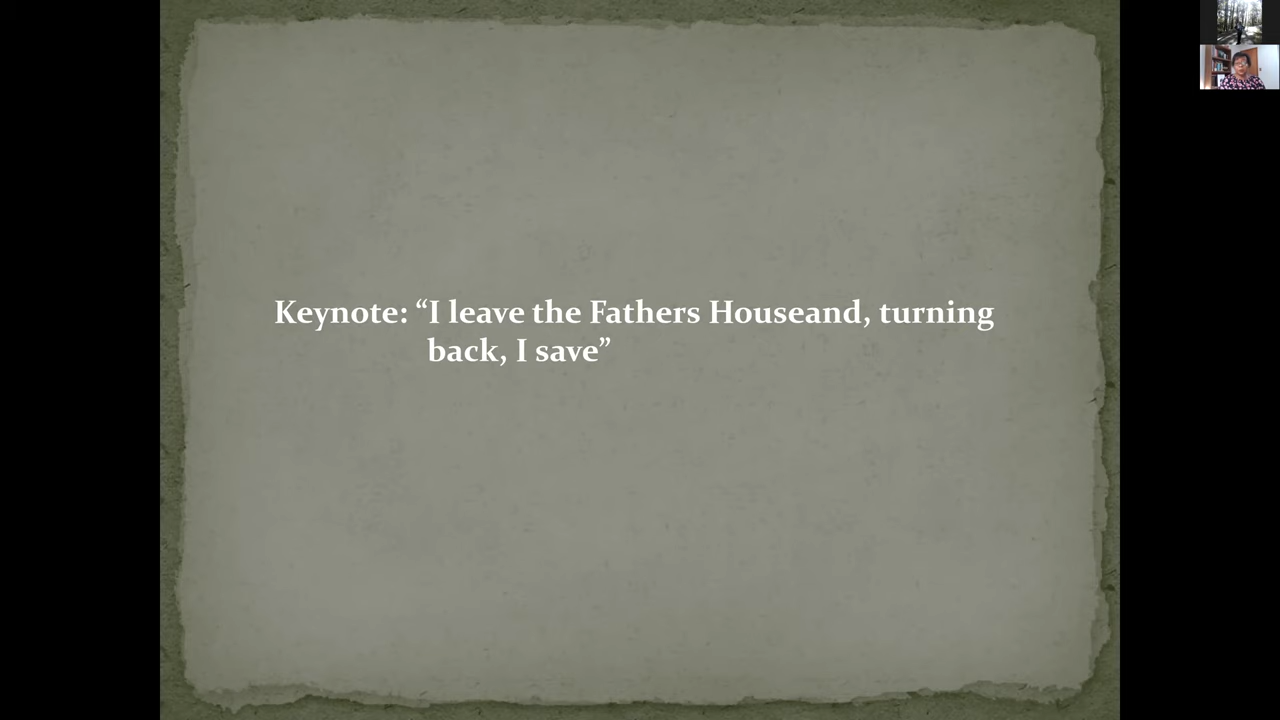 Keynote: “I leave the Fathers Houseand, turning
back, I save”